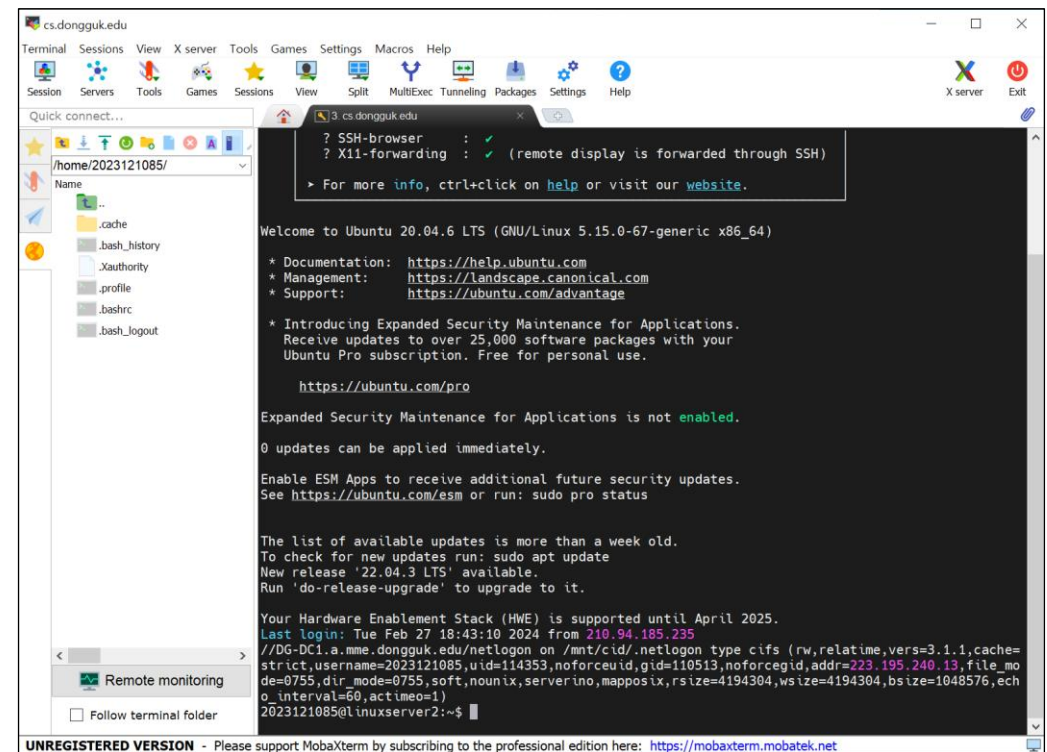 cs.dongguk.edu
Terminal Sessions View X server Tools Games Settings Macros Help
Session Servers Tools Games Sessions View Split MultiExec Tunneling Packages Settings Help X server Exit
Quick connect...
3. cs.dongguk.edu
/home/2023121085/
Name
..
.cache
.bash_history
.Xauthority
.profile
.bashrc
.bash_logout
Remote monitoring
Follow terminal folder
? SSH-browser : ✔
? X11-forwarding : ✔ (remote display is forwarded through SSH)
➤ For more info, ctrl+click on help or visit our website.
Welcome to Ubuntu 20.04.6 LTS (GNU/Linux 5.15.0-67-generic x86_64)
* Documentation: https://help.ubuntu.com
* Management: https://landscape.canonical.com
* Support: https://ubuntu.com/advantage
* Introducing Expanded Security Maintenance for Applications.
Receive updates to over 25,000 software packages with your
Ubuntu Pro subscription. Free for personal use.
https://ubuntu.com/pro
Expanded Security Maintenance for Applications is not enabled.
0 updates can be applied immediately.
Enable ESM Apps to receive additional future security updates.
See https://ubuntu.com/esm or run: sudo pro status
The list of available updates is more than a week old.
To check for new updates run: sudo apt update
New release '22.04.3 LTS' available.
Run 'do-release-upgrade' to upgrade to it.
Your Hardware Enablement Stack (HWE) is supported until April 2025.
Last login: Tue Feb 27 18:43:10 2024 from 210.94.185.235
//DG-DC1.a.mme.dongguk.edu/netlogon on /mnt/cid/.netlogon type cifs (rw,relatime,vers=3.1.1,cache=
strict,username=2023121085,uid=114353,noforceuid,gid=110513,noforcegid,addr=223.195.240.13,file_mo
de=0755,dir_mode=0755,soft,nounix,serverino,mapposix,rsize=4194304,wsize=4194304,bsize=1048576,ech
o_interval=60,actimeo=1)
2023121085@linuxserver2:~$
UNREGISTERED VERSION - Please support MobaXterm by subscribing to the professional edition here: https://mobaxterm.mobatek.net